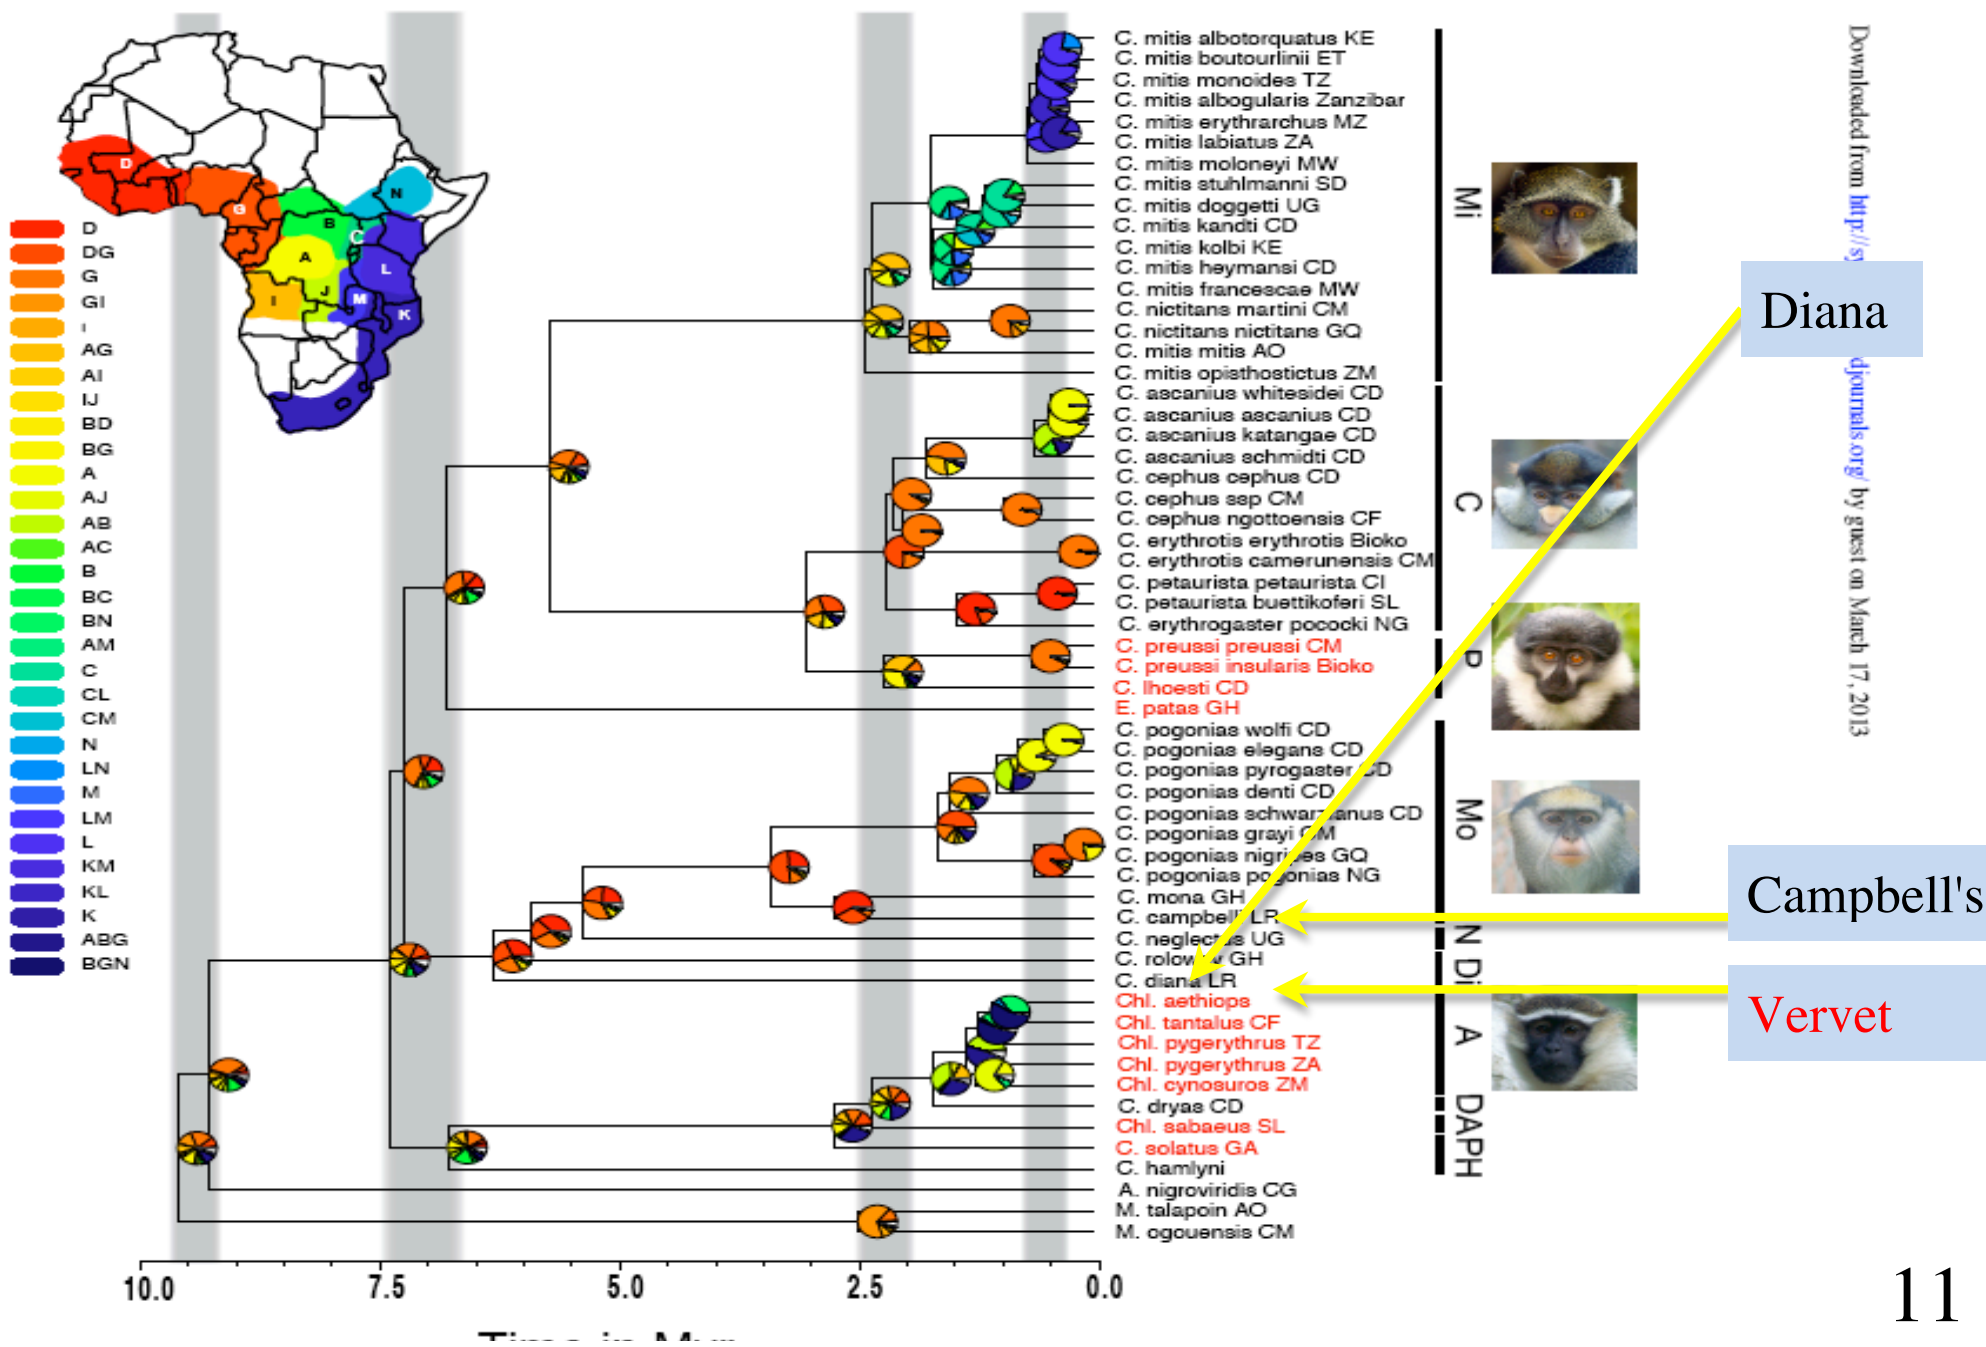 D
G
B
N
C
A
L
I
J
M
K
D
DG
G
GI
I
AG
AI
IJ
BD
BG
A
AJ
AB
AC
B
BC
BN
AM
C
CL
CM
N
LN
M
LM
L
KM
KL
K
ABG
BGN
C. mitis albotorquatus KE
C. mitis boutourlinii ET
C. mitis monoides TZ
C. mitis albogularis Zanzibar
C. mitis erythrarchus MZ
C. mitis labiatus ZA
C. mitis moloneyi MW
C. mitis stuhlmanni SD
C. mitis doggetti UG
C. mitis kandti CD
C. mitis kolbi KE
C. mitis heymansi CD
C. mitis francescae MW
C. nictitans martini CM
C. nictitans nictitans GQ
C. mitis mitis AO
C. mitis opisthostictus ZM
C. ascanius whitesidei CD
C. ascanius ascanius CD
C. ascanius katangae CD
C. ascanius schmidti CD
C. cephus cephus CD
C. cephus ssp CM
C. cephus ngottoensis CF
C. erythrotis erythrotis Bioko
C. erythrotis camerunensis CM
C. petaurista petaurista CI
C. petaurista buettikoferi SL
C. erythrogaster pococki NG
C. preussi preussi CM
C. preussi insularis Bioko
C. lhoesti CD
E. patas GH
C. pogonias wolfi CD
C. pogonias elegans CD
C. pogonias pyrogaster CD
C. pogonias denti CD
C. pogonias schwarzianus CD
C. pogonias grayi CM
C. pogonias nigripes GQ
C. pogonias pogonias NG
C. mona GH
C. campbelli LR
C. neglectus UG
C. roloway GH
C. diana LR
Chl. aethiops
Chl. tantalus CF
Chl. pygerythrus TZ
Chl. pygerythrus ZA
Chl. cynosuros ZM
C. dryas CD
Chl. sabaeus SL
C. solatus GA
C. hamlyni
A. nigroviridis CG
M. talapoin AO
M. ogouensis CM
Mi
C
P
Mo
N
Di
A
DAPH
Downloaded from http://sy
djournals.org/ by guest on March 17, 2013
Diana
Campbell's
Vervet
10.0 7.5 5.0 2.5 0.0
Time in Myr
11